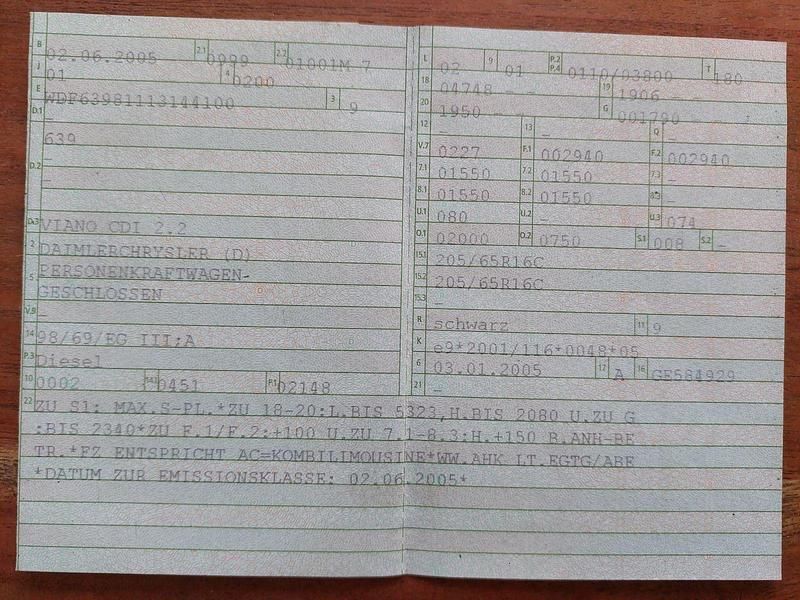 B 02.06.2005 2.1 0999 2.2 01001M 7
J 01 4 0200
E WDF63981113144100 3 9
D.1 -
639
-
D.2 -
D.3 VIANO CDI 2.2
2 DAIMLERCHRYSLER (D)
5 PERSONENKRAFTWAGEN-
GESCHLOSSEN
V.9 -
14 98/69/EG III;A
P.3 Diesel
10 0002 14.1 0451 P.1 02148
L 02 9 01 P.2 P.4 0110/03800 T 180
18 04748 - - 19 1906 - -
20 1950 - - G 001790 -
12 - 13 - Q -
V.7 0227 F.1 002940 F.2 002940
7.1 01550 7.2 01550 7.3 -
8.1 01550 8.2 01550 8.3 -
U.1 080 U.2 - U.3 074
O.1 02000 O.2 0750 S.1 008 S.2 -
15.1 205/65R16C
15.2 205/65R16C
15.3 -
R schwarz 11 9
K e9*2001/116*0048*05
6 03.01.2005 17 A 16 GE584929
21 -
22 ZU S1: MAX.S-PL.*ZU 18-20:L.BIS 5323,H.BIS 2080 U.ZU G
:BIS 2340*ZU F.1/F.2:+100 U.ZU 7.1-8.3:H.+150 B.ANH-BE
TR.*FZ ENTSPRICHT AC=KOMBILIMOUSINE*WW.AHK LT.EGTG/ABE
*DATUM ZUR EMISSIONSKLASSE: 02.06.2005*